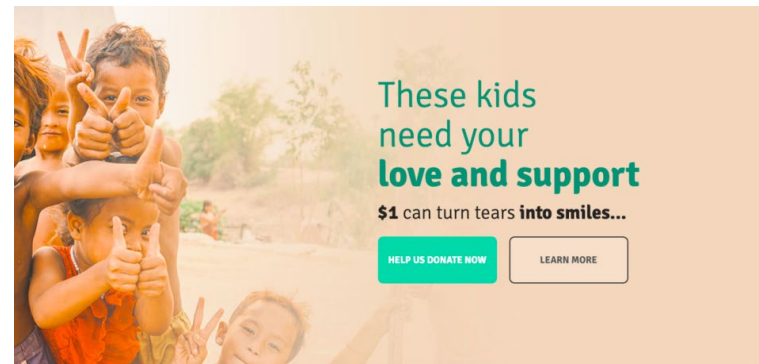 These kids
need your
love and support
$1 can turn tears into smiles...
HELP US DONATE NOW
LEARN MORE